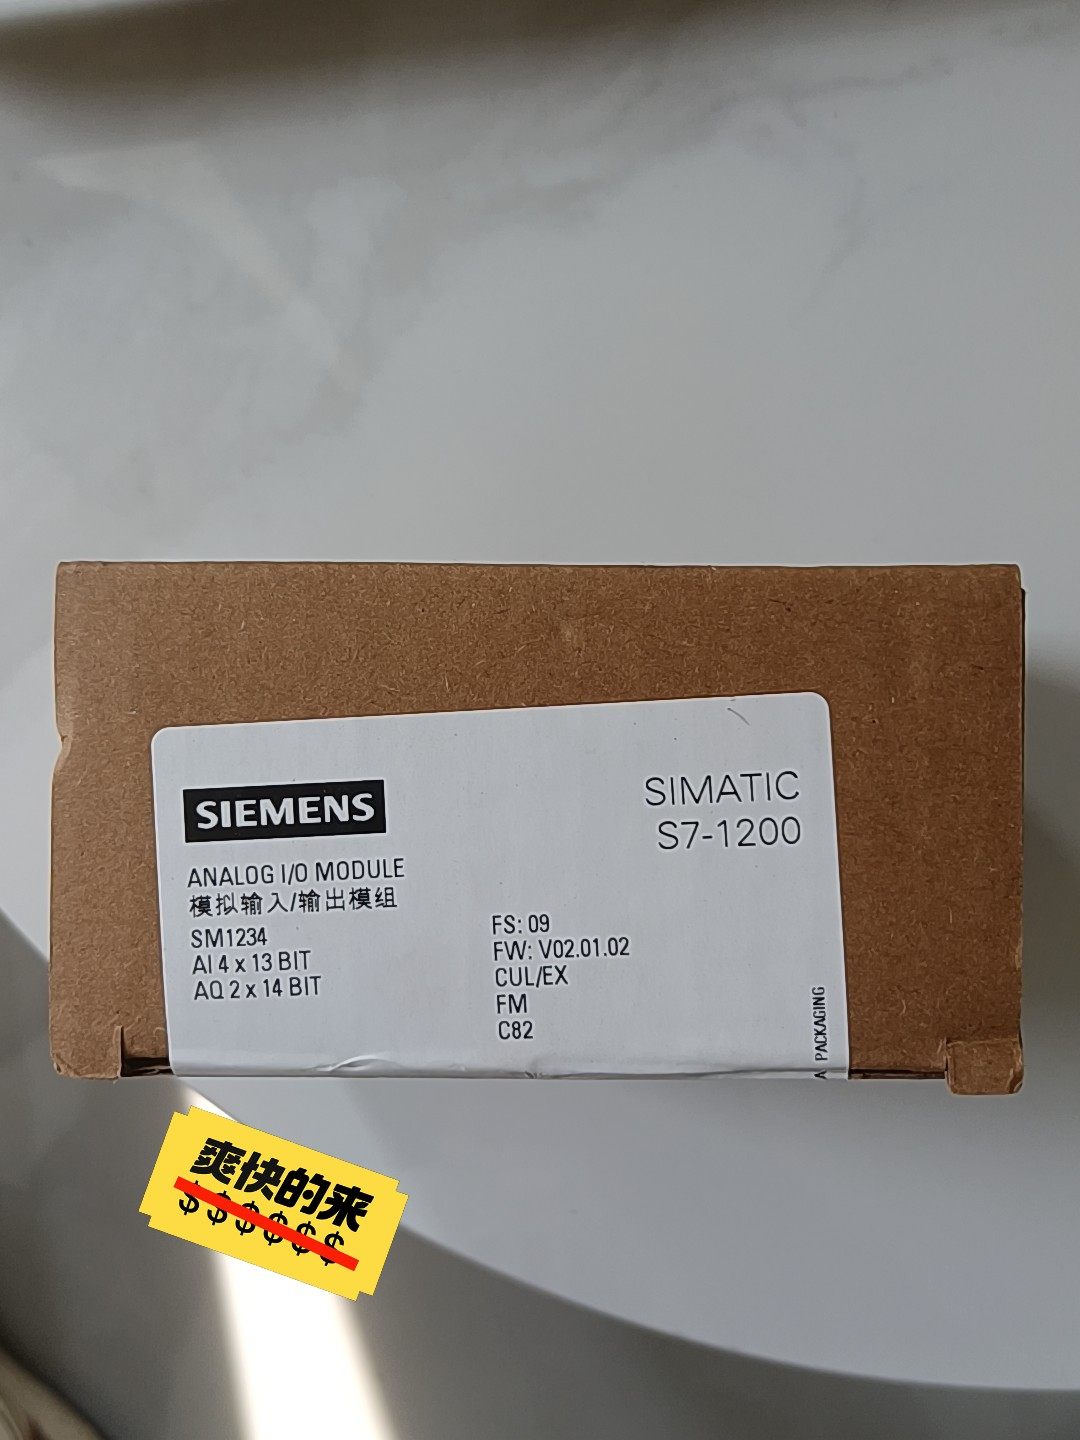 SIEMENS
SIMATIC
S7-1200
ANALOG I/O MODULE
模拟输入/输出模组
SM1234
AI 4 x 13 BIT
AQ 2 x 14 BIT
FS: 09
FW: V02.01.02
CUL/EX
FM
C82
A PACKAGING
爽快的来
$$$$$$